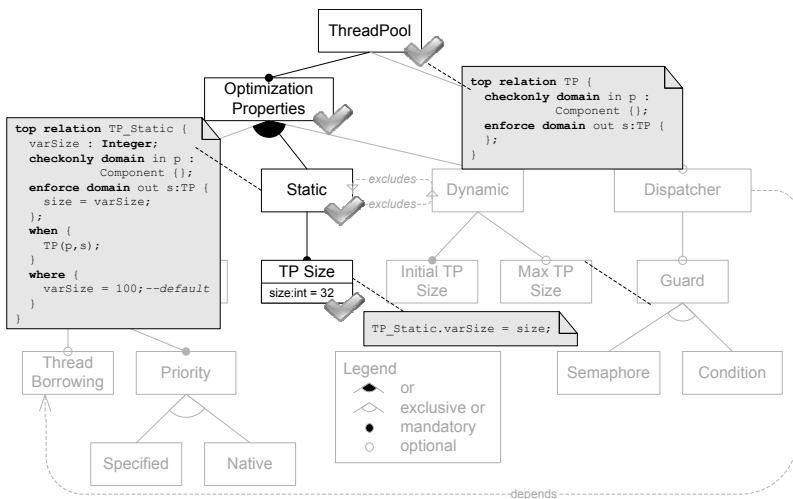 ThreadPool
top relation TP {
checkonly domain in p :
Component {};
enforce domain out s:TP {
};
}
Optimization
Properties
top relation TP_Static {
varSize : Integer;
checkonly domain in p :
Component {};
enforce domain out s:TP {
size = varSize;
};
when {
TP(p,s);
}
where {
varSize = 100;--default
}
}
Static
excludes
excludes
Dynamic
Dispatcher
TP Size
size:int = 32
Initial TP
Size
Max TP
Size
Guard
TP_Static.varSize = size;
Thread
Borrowing
Priority
Legend
or
exclusive or
mandatory
optional
Semaphore
Condition
Specified
Native
depends